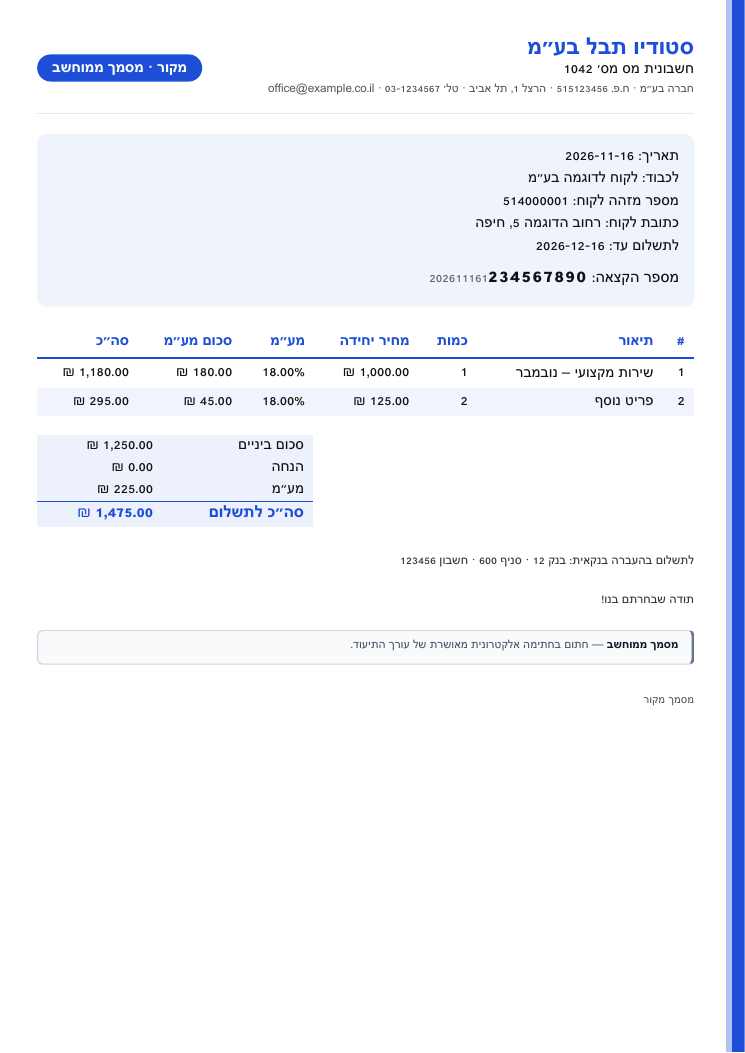 סטודיו תבל בע״מ
חשבונית מס מס׳ 1042
חברה בע״מ · ח.פ. 515123456 · הרצל 1, תל אביב · טל׳ 03-1234567 · office@example.co.il
מקור · מסמך ממוחשב
תאריך: 2026-11-16
לכבוד: לקוח לדוגמה בע״מ
מספר מזהה לקוח: 514000001
כתובת לקוח: רחוב הדוגמה 5, חיפה
לתשלום עד: 2026-12-16
מספר הקצאה: 202611161234567890
# תיאור כמות מחיר יחידה מע״מ סכום מע״מ סה״כ
1 שירות מקצועי – נובמבר 1 1,000.00 ₪ 18.00% 180.00 ₪ 1,180.00 ₪
2 פריט נוסף 2 125.00 ₪ 18.00% 45.00 ₪ 295.00 ₪
סכום ביניים 1,250.00 ₪
הנחה 0.00 ₪
מע״מ 225.00 ₪
סה״כ לתשלום 1,475.00 ₪
לתשלום בהעברה בנקאית: בנק 12 · סניף 600 · חשבון 123456
תודה שבחרתם בנו!
מסמך ממוחשב — חתום בחתימה אלקטרונית מאושרת של עורך התיעוד.
מסמך מקור